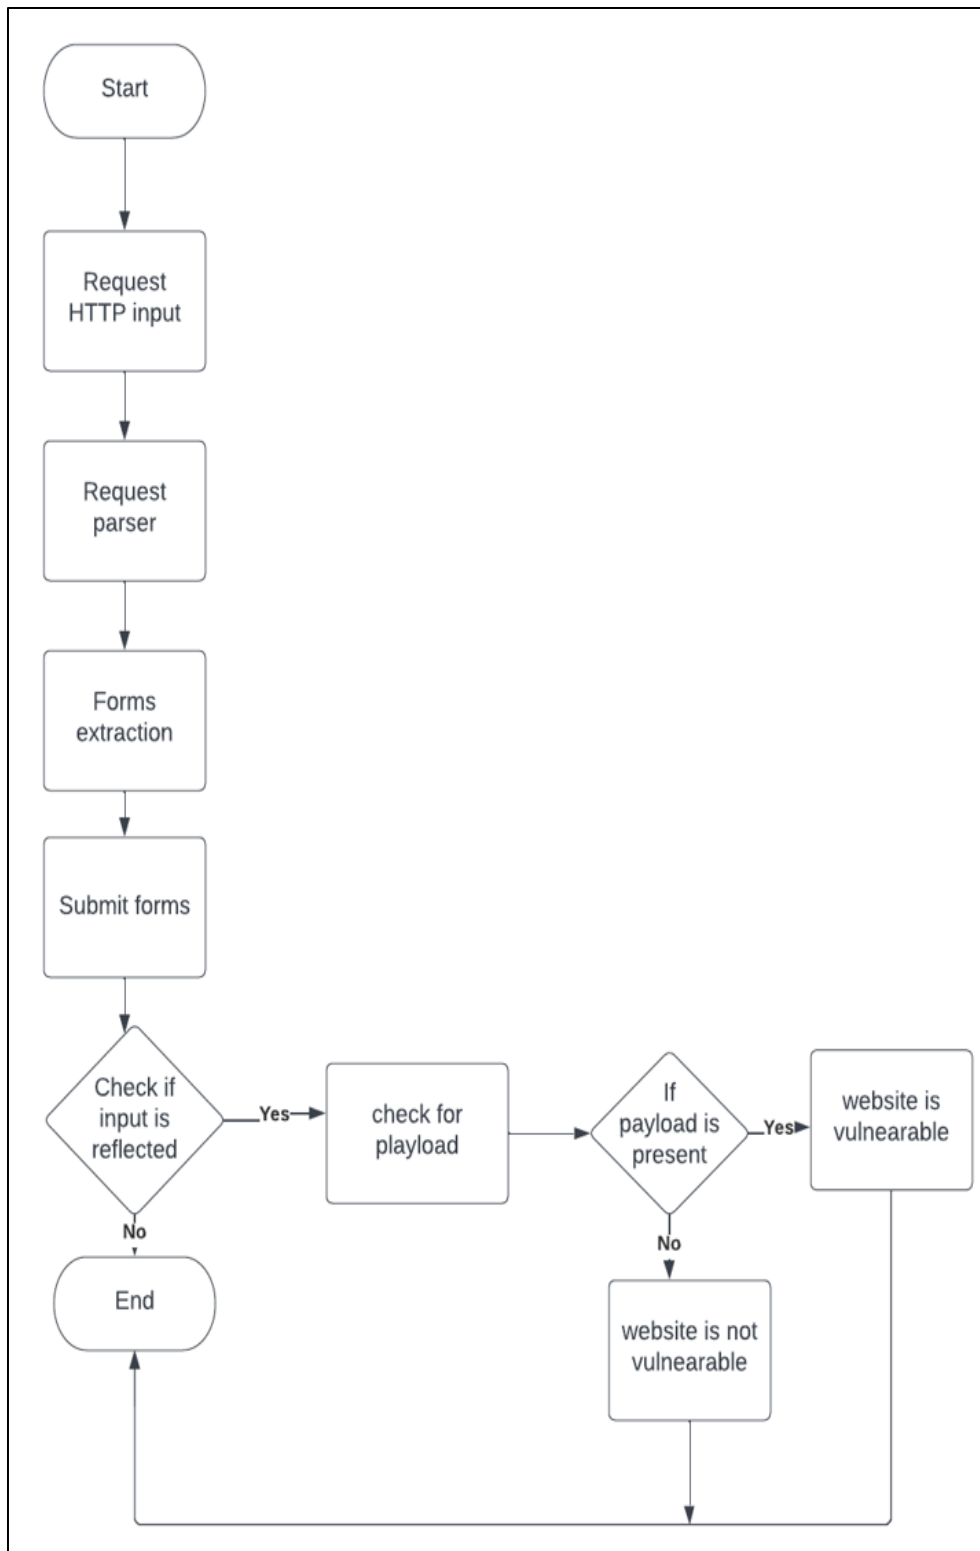 Start
Request
HTTP input
Request
parser
Forms
extraction
Submit forms
Check if
input is
reflected
Yes
check for
playload
If
payload is
present
Yes
website is
vulnearable
No
End
No
website is not
vulnearable